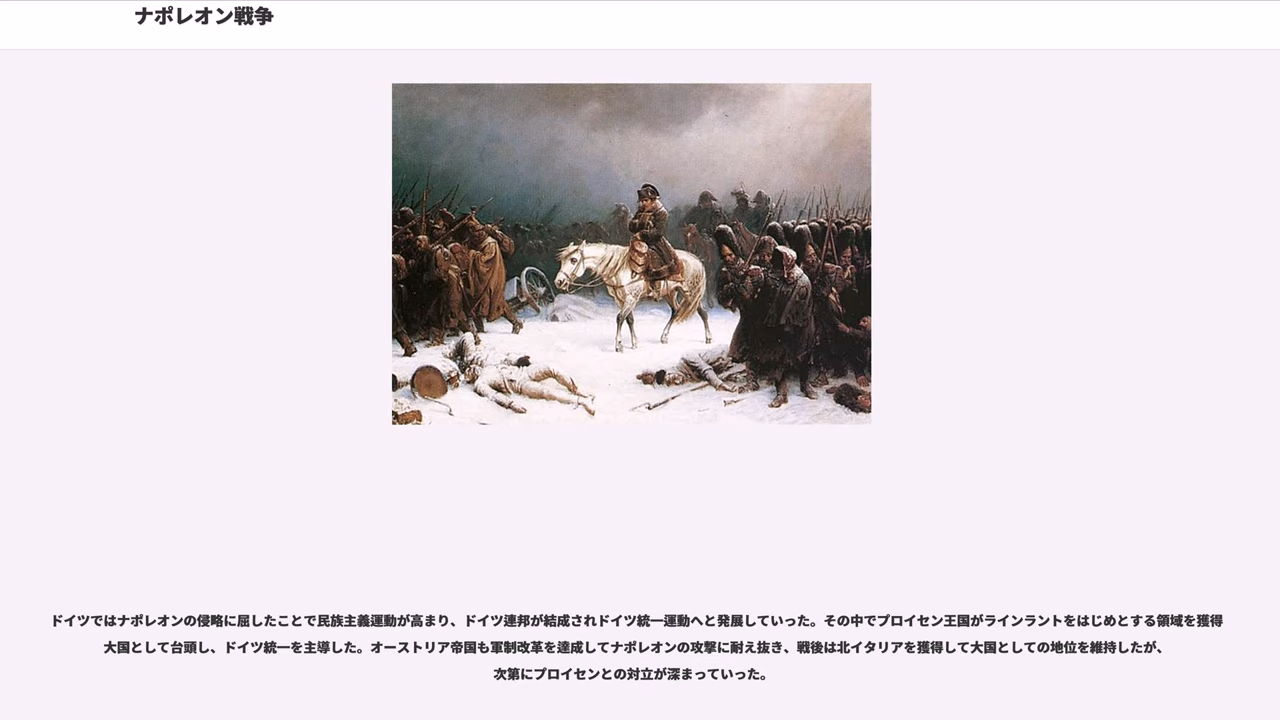 ナポレオン戦争
ドイツではナポレオンの侵略に屈したことで民族主義運動が高まり、ドイツ連邦が結成されドイツ統一運動へと発展していった。その中でプロイセン王国がラインラントをはじめとする領域を獲得
大国として台頭し、ドイツ統一を主導した。オーストリア帝国も軍制改革を達成してナポレオンの攻撃に耐え抜き、戦後は北イタリアを獲得して大国としての地位を維持したが、
次第にプロイセンとの対立が深まっていった。